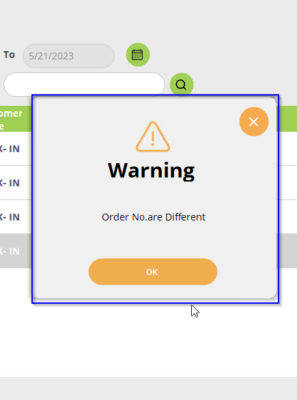 To 5/21/2023
omer
e
K- IN
Warning
K- IN
Order No.are Different
K- IN
K- IN
OK